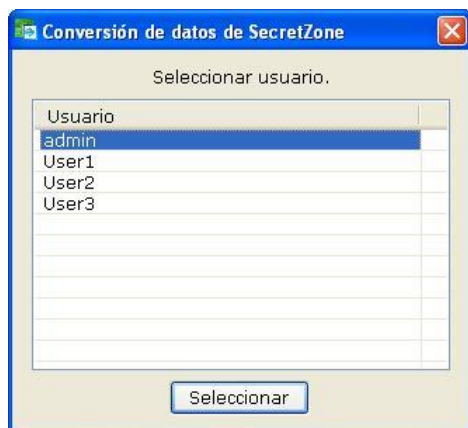 Conversión de datos de SecretZone
Seleccionar usuario.
Usuario
admin
User1
User2
User3
Seleccionar